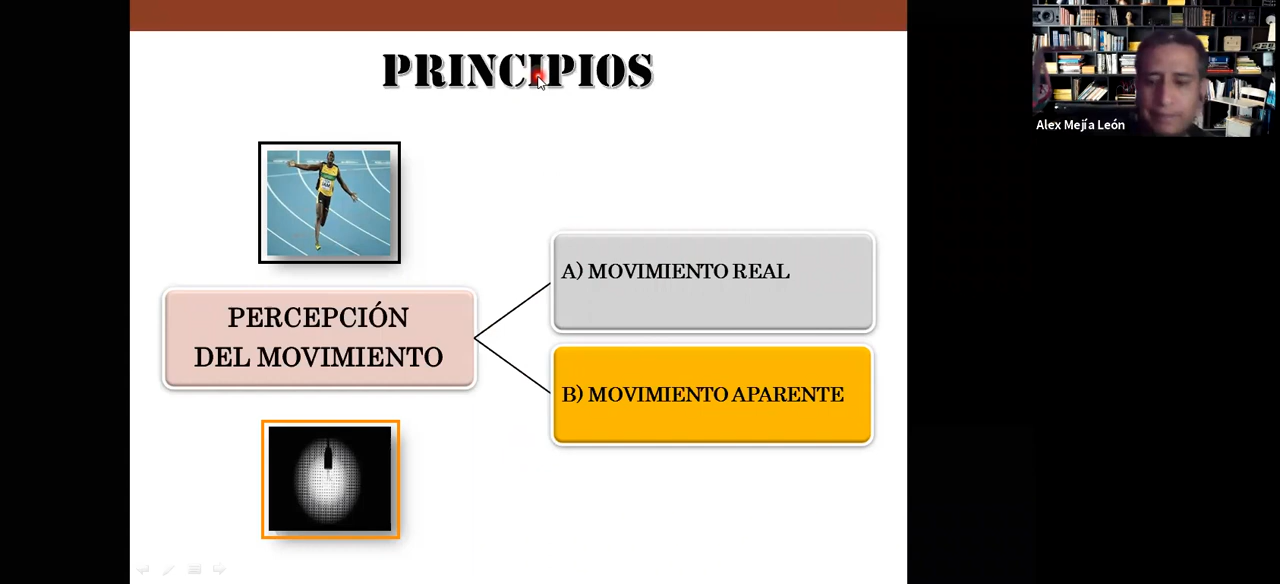 PRINCIPIOS
Alex Mejía León
A) MOVIMIENTO REAL
PERCEPCIÓN
DEL MOVIMIENTO
B) MOVIMIENTO APARENTE